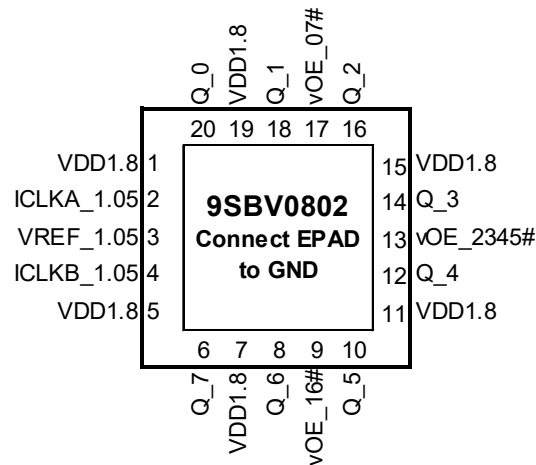 Q_0
VDD1.8
Q_1
vOE_07#
Q_2
20 19 18 17 16
VDD1.8 1
ICLKA_1.05 2
VREF_1.05 3
ICLKB_1.05 4
VDD1.8 5
9SBV0802
Connect EPAD
to GND
15 VDD1.8
14 Q_3
13 vOE_2345#
12 Q_4
11 VDD1.8
6 7 8 9 10
Q_7
VDD1.8
Q_6
vOE_16#
Q_5